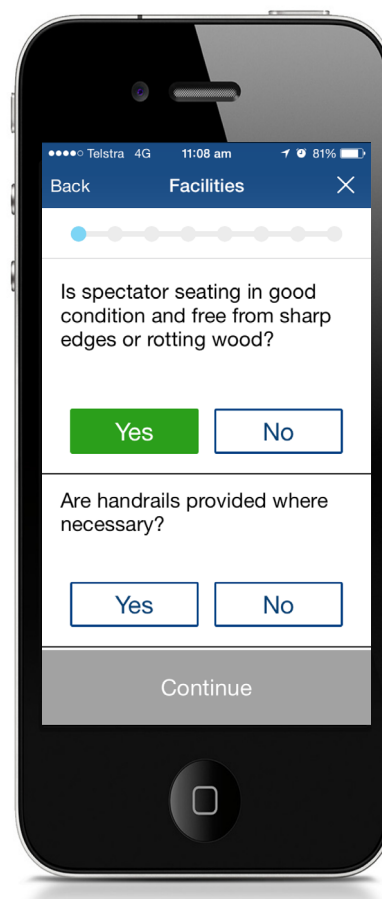 Telstra 4G 11:08 am 81%
Back Facilities
Is spectator seating in good
condition and free from sharp
edges or rotting wood?
Yes No
Are handrails provided where
necessary?
Yes No
Continue